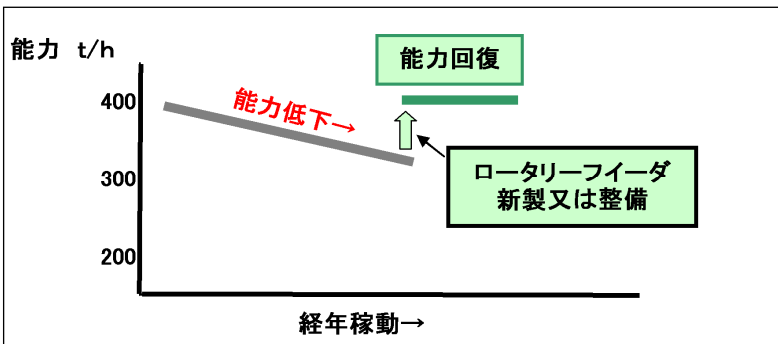 能力 t/h
能力回復
400
能力低下→
ロータリーフイーダ
新製又は整備
300
200
経年稼動→